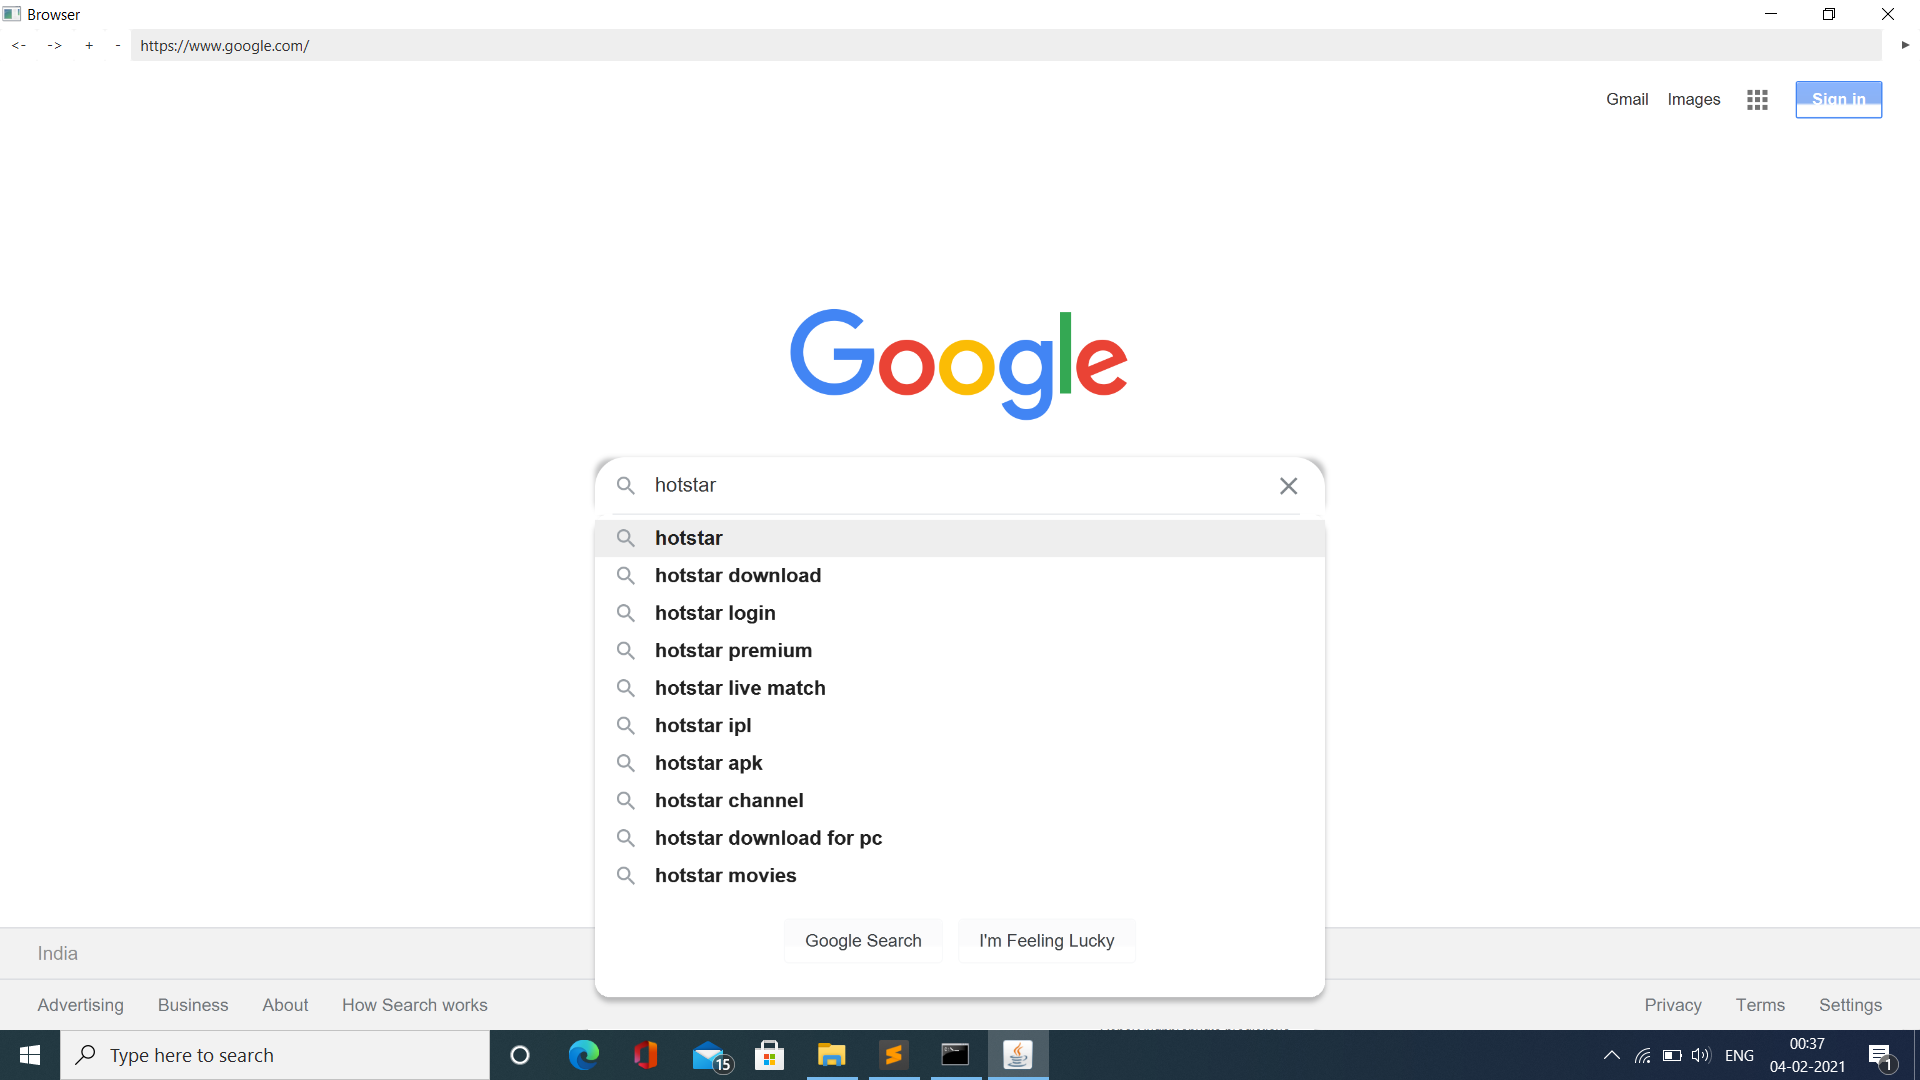 Browser
<- -> + - https://www.google.com/
Gmail Images Sign in
Google
hotstar
hotstar
hotstar download
hotstar login
hotstar premium
hotstar live match
hotstar ipl
hotstar apk
hotstar channel
hotstar download for pc
hotstar movies
Google Search I'm Feeling Lucky
India
Advertising Business About How Search works Privacy Terms Settings
Type here to search 15 ENG 00:37
04-02-2021 1